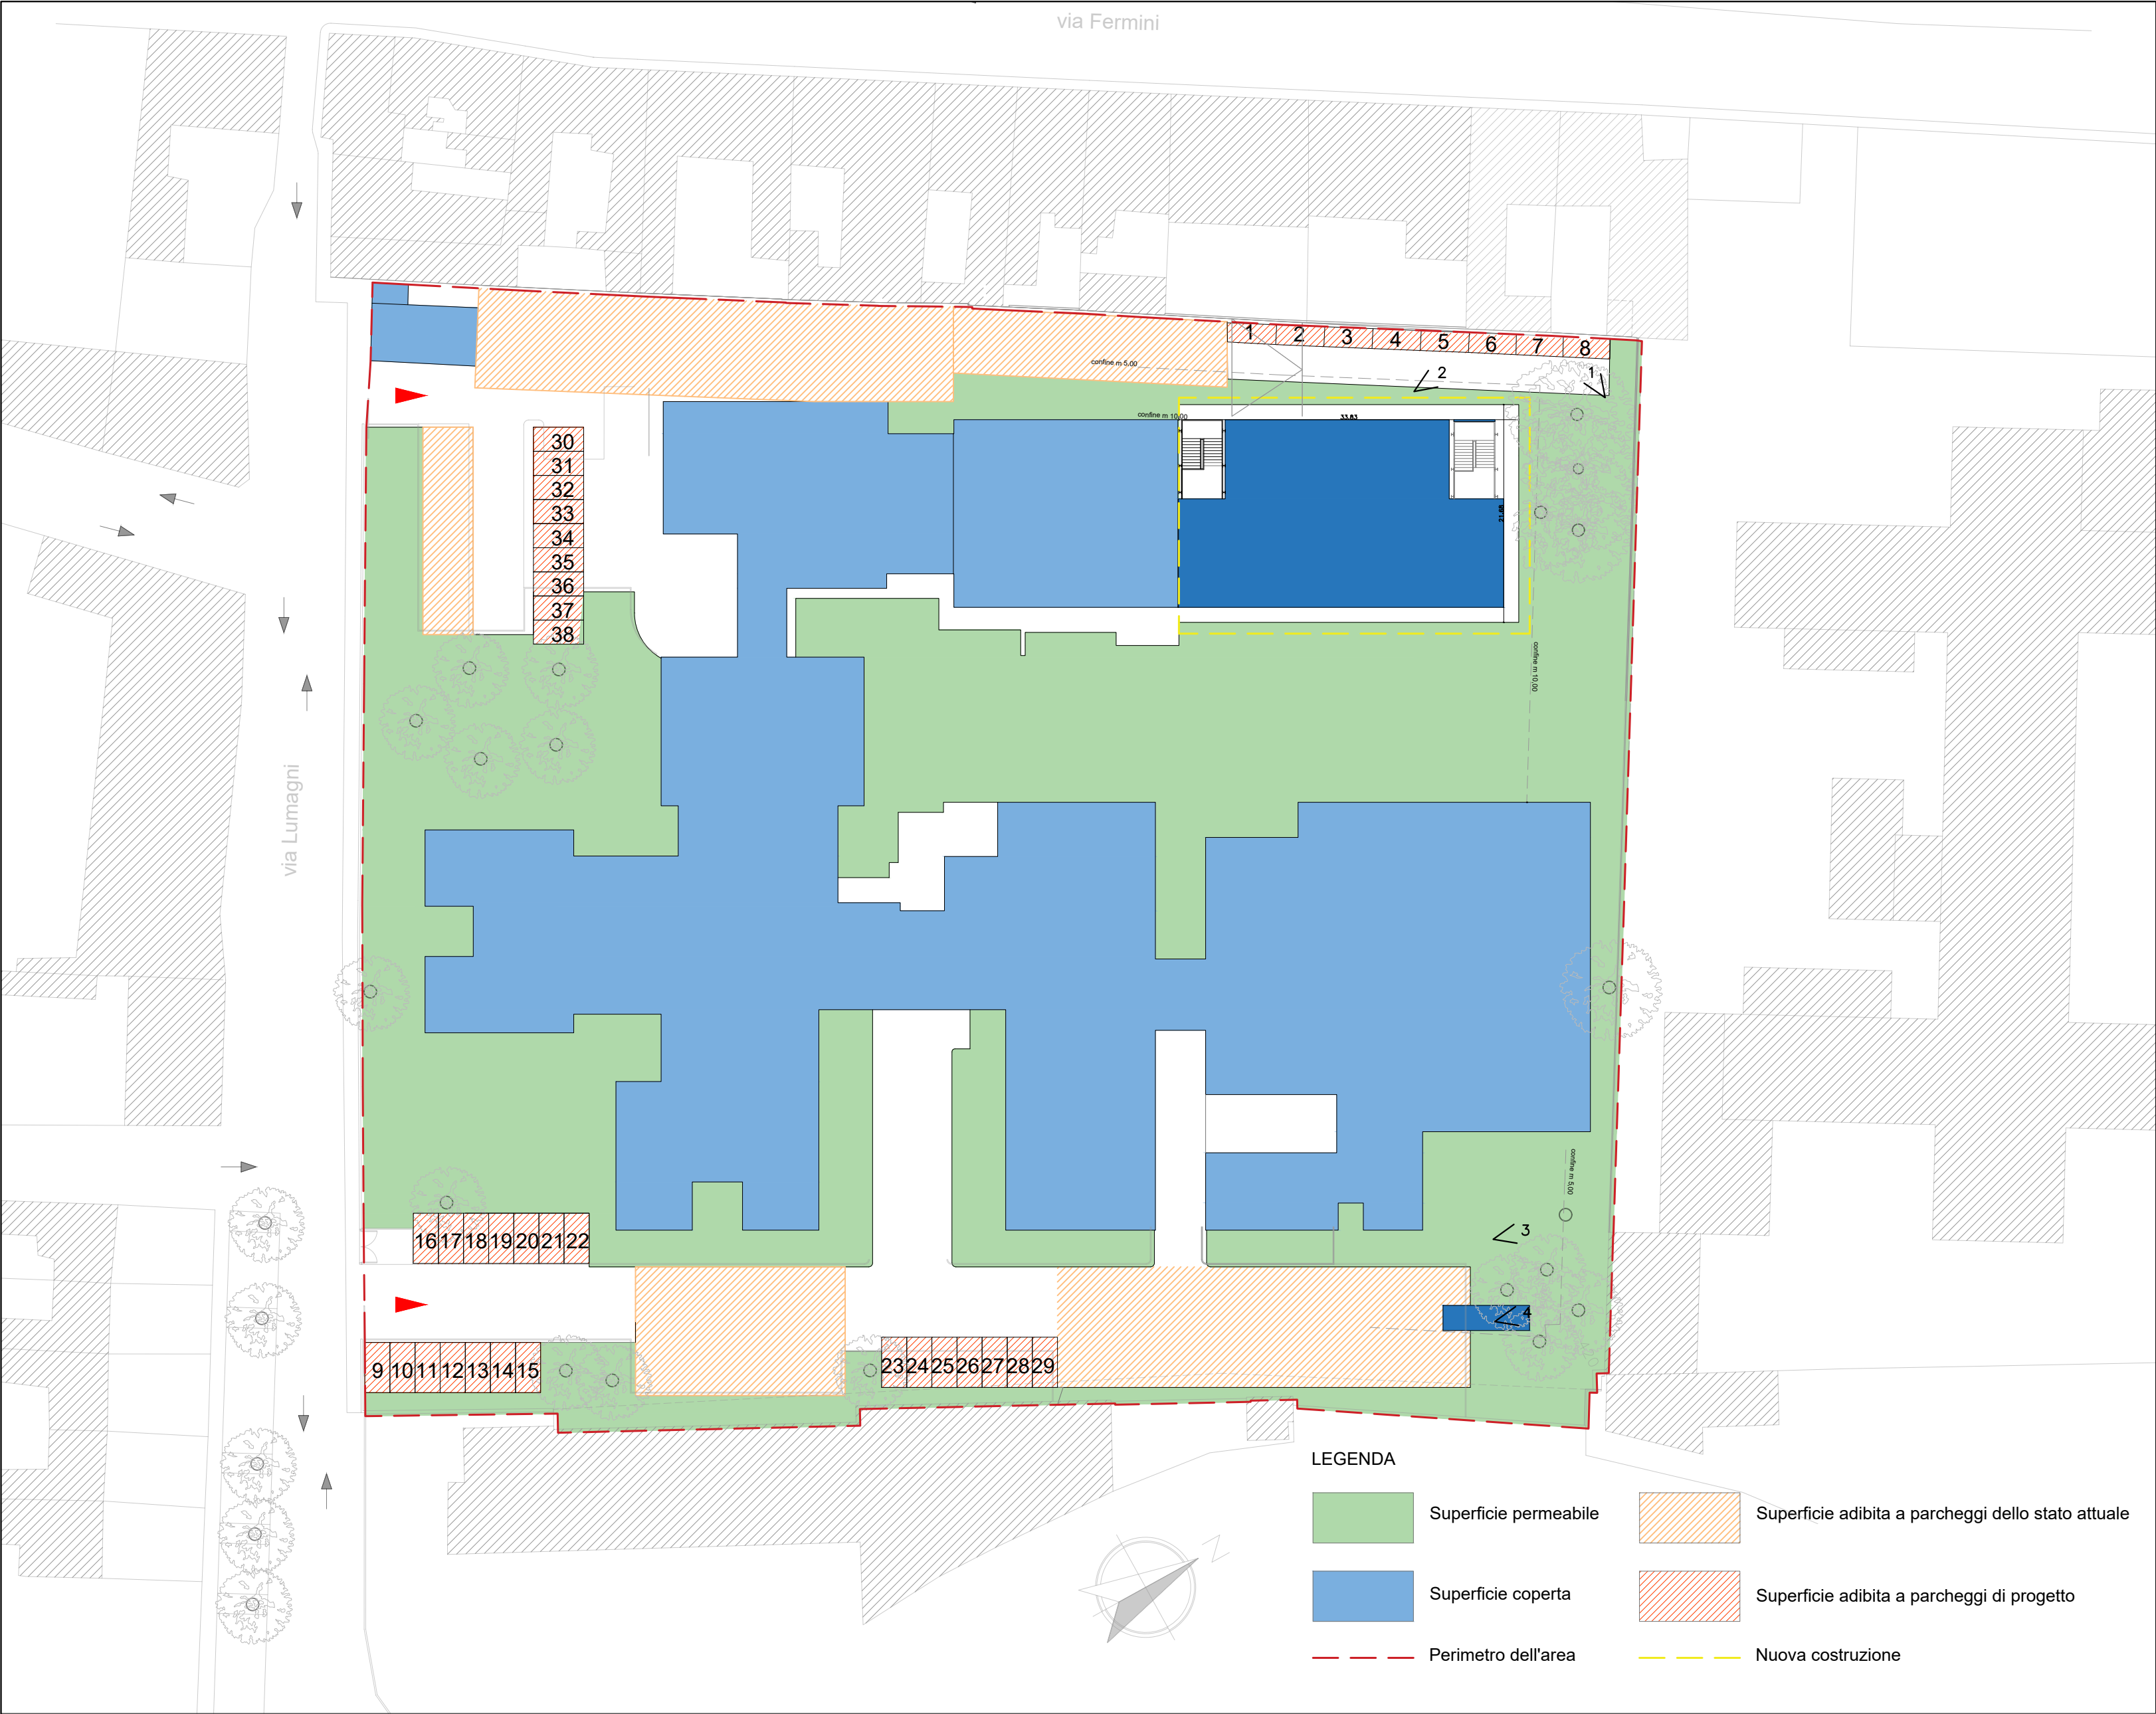 via Fermini
1 2 3 4 5 6 7 8
confine m 5,00
2
1
confine m 10,00
33,83
21,68
30
31
32
33
34
35
36
37
38
confine m 10,00
via Lumagni
confine m 5,00
3
16 17 18 19 20 21 22
4
9 10 11 12 13 14 15
23 24 25 26 27 28 29
LEGENDA
Superficie permeabile
Superficie adibita a parcheggi dello stato attuale
Superficie coperta
Superficie adibita a parcheggi di progetto
Perimetro dell'area
Nuova costruzione
N